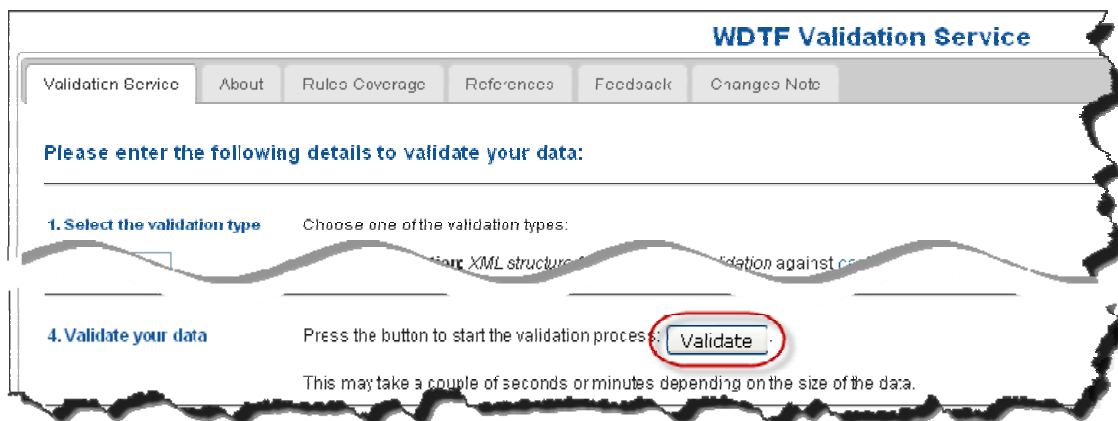 WDTF Validation Service
Validation Service About Rules Coverage References Feedback Changes Note
Please enter the following details to validate your data:
1. Select the validation type Choose one of the validation types:
XML structure against
4. Validate your data Press the button to start the validation process: Validate .
This may take a couple of seconds or minutes depending on the size of the data.